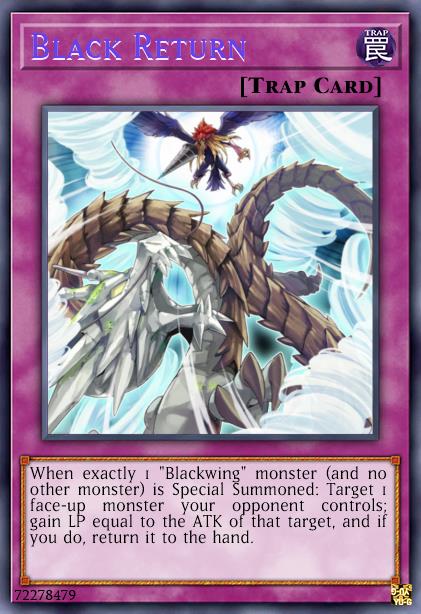 Black Return
TRAP
罠
[Trap Card]
When exactly 1 "Blackwing" monster (and no
other monster) is Special Summoned: Target 1
face-up monster your opponent controls;
gain LP equal to the ATK of that target, and if
you do, return it to the hand.
72278479